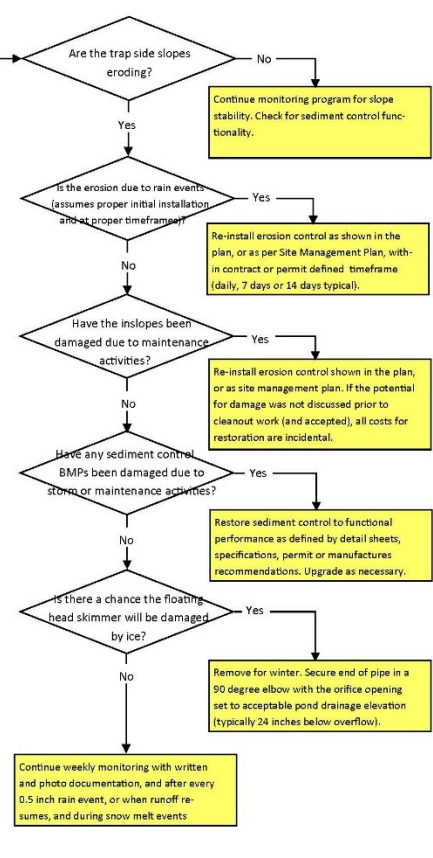 Are the trap side slopes
eroding?
No
Continue monitoring program for slope
stability. Check for sediment control func-
tionality.
Yes
Is the erosion due to rain events
(assumes proper initial installation
and at proper timeframes)?
Yes
Re-install erosion control as shown in the
plan, or as per Site Management Plan, with-
in contract or permit defined timeframe
(daily, 7 days or 14 days typical).
No
Have the inslopes been
damaged due to maintenance
activities?
Yes
Re-install erosion control shown in the plan,
or as site management plan. If the potential
for damage was not discussed prior to
cleanout work (and accepted), all costs for
restoration are incidental.
No
Have any sediment control
BMPs been damaged due to
storm or maintenance activities?
Yes
Restore sediment control to functional
performance as defined by detail sheets,
specifications, permit or manufactures
recommendations. Upgrade as necessary.
No
Is there a chance the floating
head skimmer will be damaged
by ice?
Yes
Remove for winter. Secure end of pipe in a
90 degree elbow with the orifice opening
set to acceptable pond drainage elevation
(typically 24 inches below overflow).
No
Continue weekly monitoring with written
and photo documentation, and after every
0.5 inch rain event, or when runoff re-
sumes, and during snow melt events